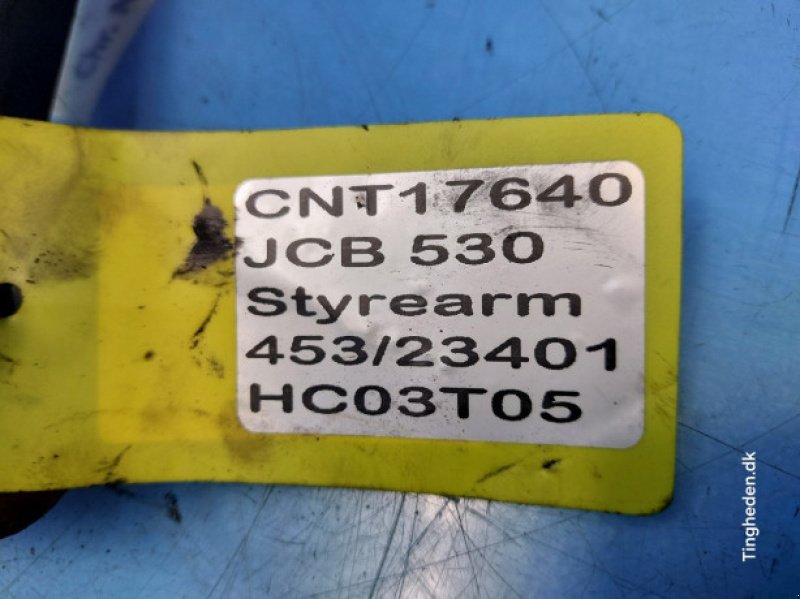 CNT17640
JCB 530
Styrearm
453/23401
HC03T05
Tingheden.dk